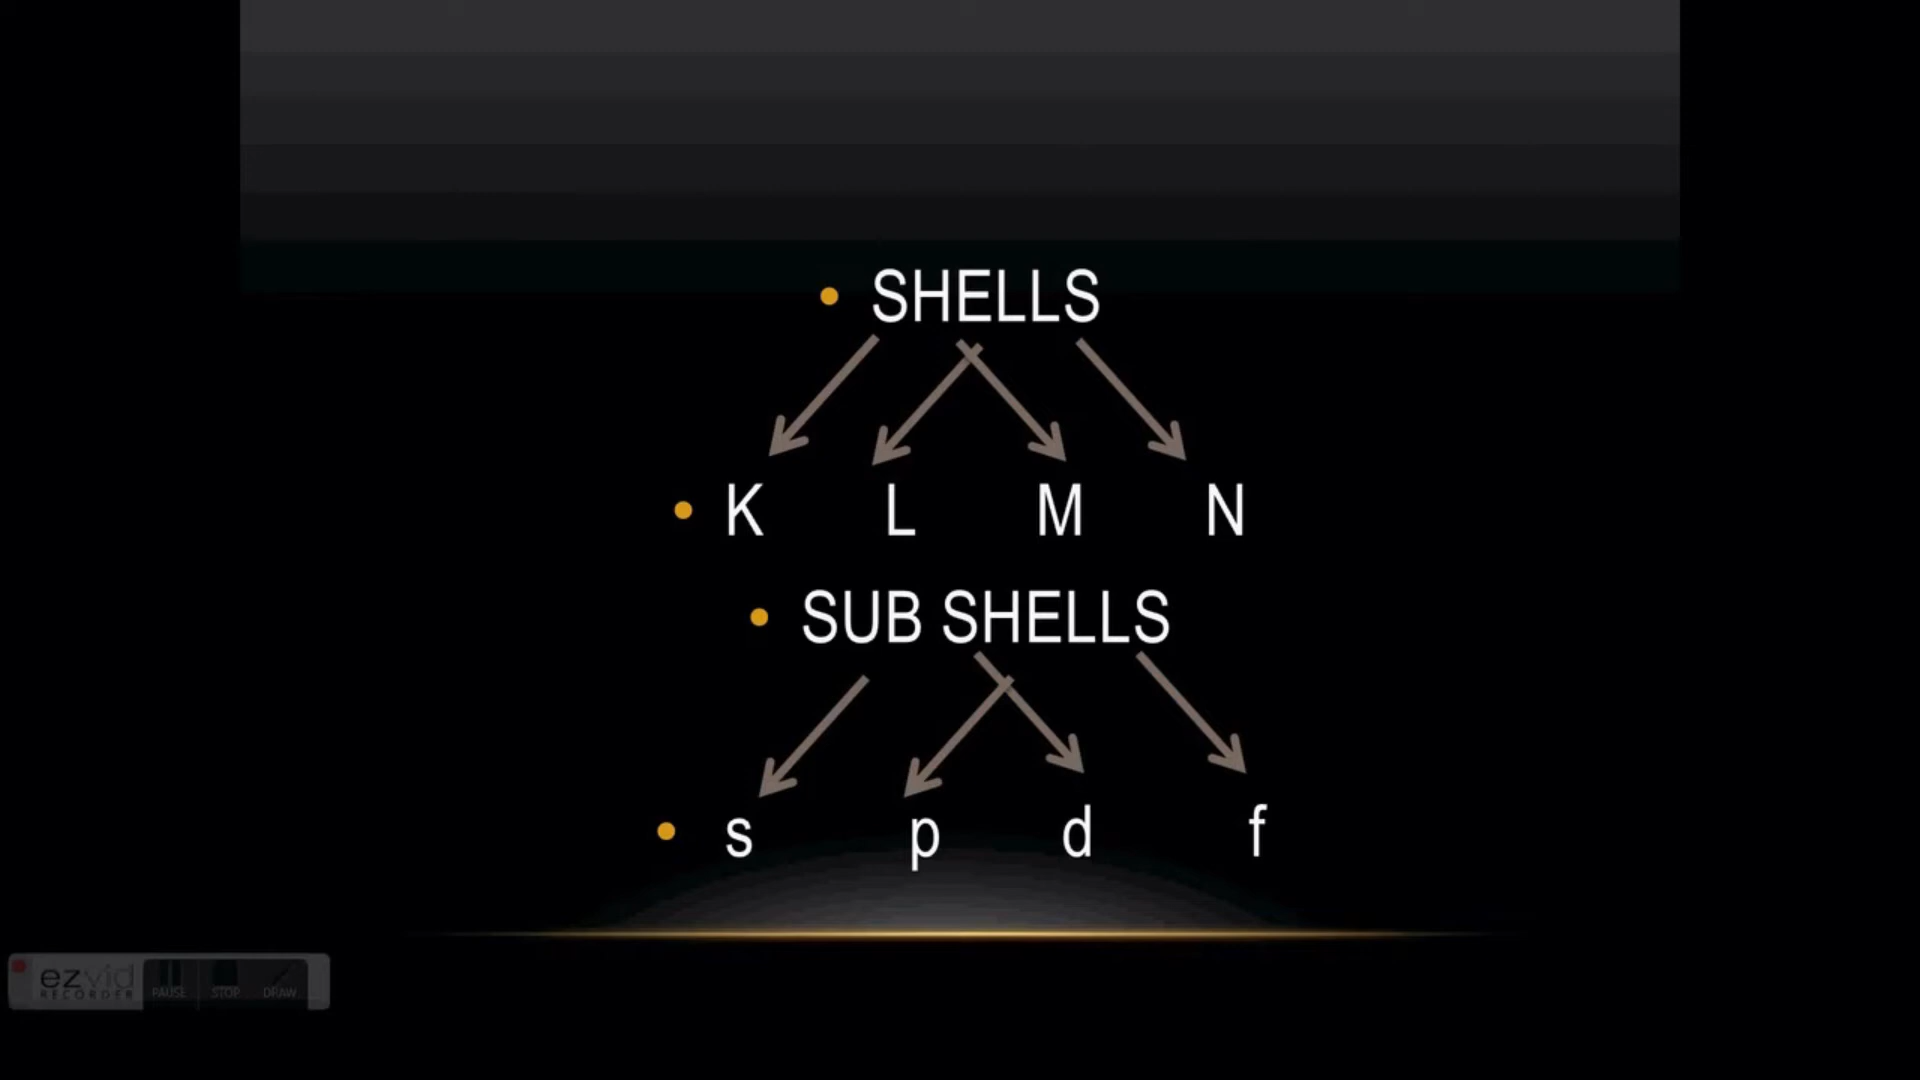 SHELLS
K L M N
SUB SHELLS
s p d f
ezvid
RECORDER
PAUSE STOP DRAW